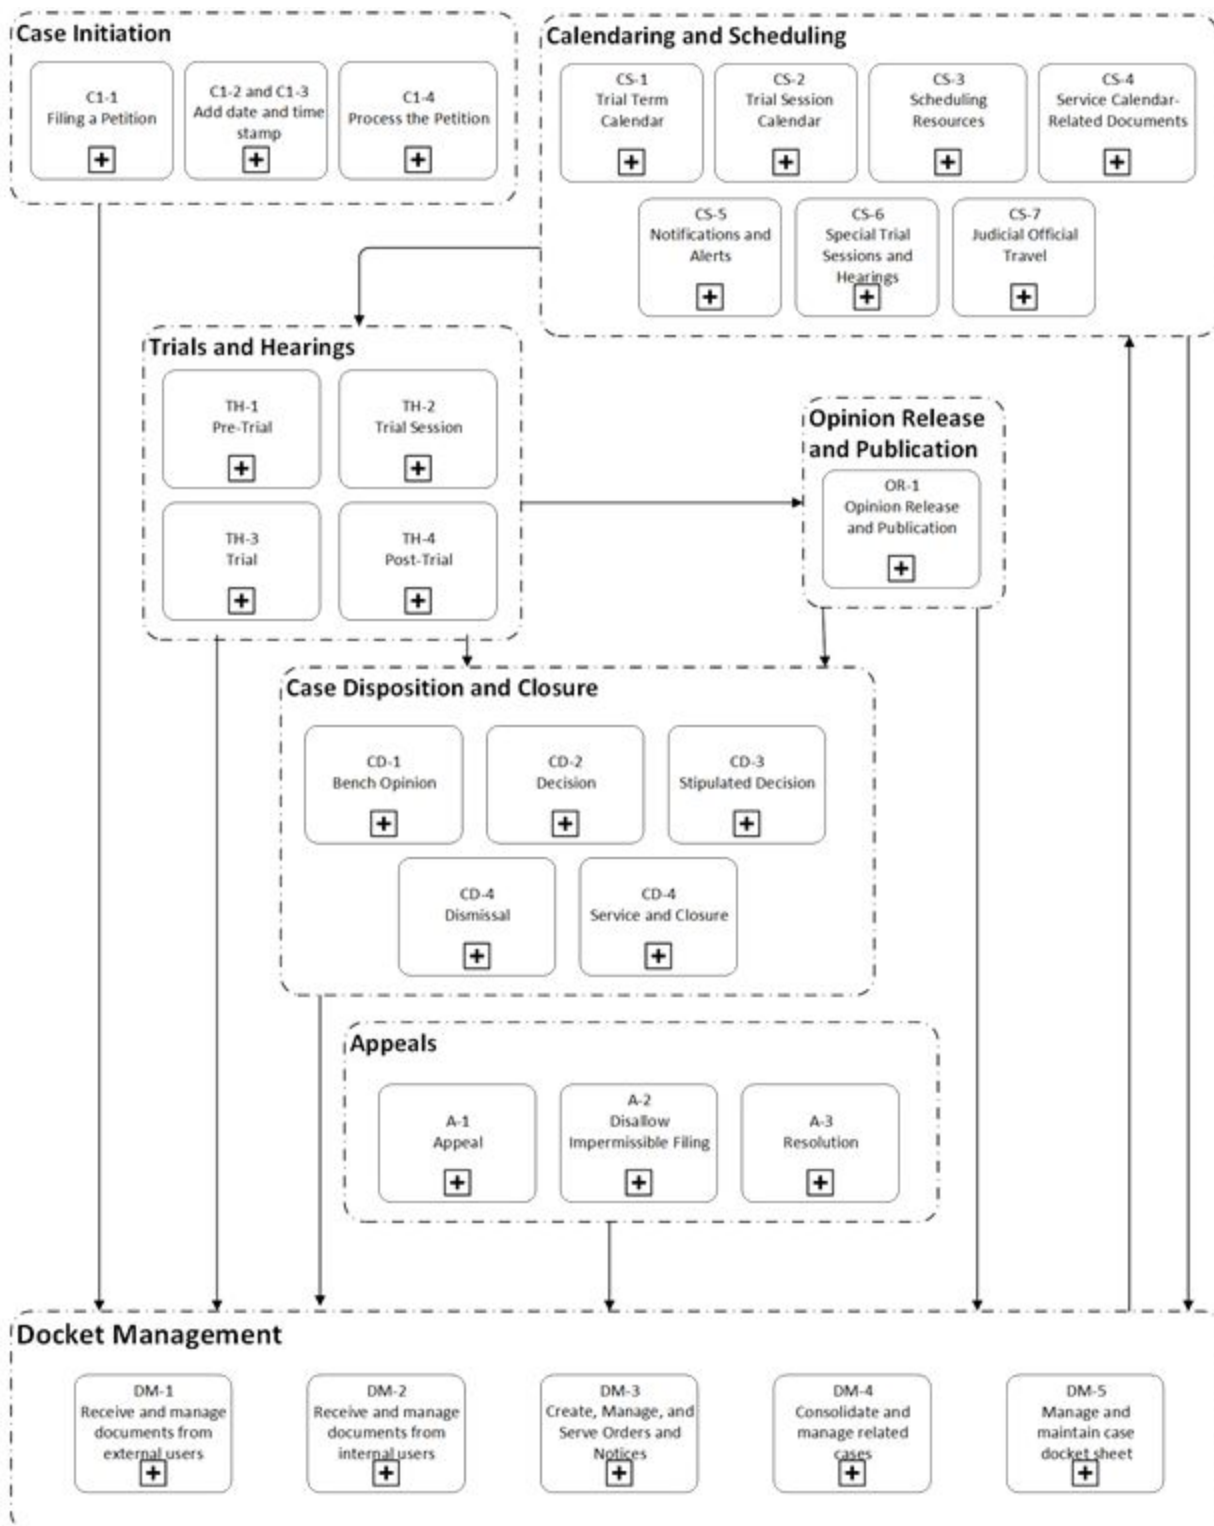 Case Initiation
C1-1
Filing a Petition
C1-2 and C1-3
Add date and time
stamp
C1-4
Process the Petition
Calendaring and Scheduling
CS-1
Trial Term
Calendar
CS-2
Trial Session
Calendar
CS-3
Scheduling
Resources
CS-4
Service Calendar-
Related Documents
CS-5
Notifications and
Alerts
CS-6
Special Trial
Sessions and
Hearings
CS-7
Judicial Official
Travel
Trials and Hearings
TH-1
Pre-Trial
TH-2
Trial Session
TH-3
Trial
TH-4
Post-Trial
Opinion Release
and Publication
OR-1
Opinion Release
and Publication
Case Disposition and Closure
CD-1
Bench Opinion
CD-2
Decision
CD-3
Stipulated Decision
CD-4
Dismissal
CD-4
Service and Closure
Appeals
A-1
Appeal
A-2
Disallow
Impermissible Filing
A-3
Resolution
Docket Management
DM-1
Receive and manage
documents from
external users
DM-2
Receive and manage
documents from
internal users
DM-3
Create, Manage, and
Serve Orders and
Notices
DM-4
Consolidate and
manage related
cases
DM-5
Manage and
maintain case
docket sheet